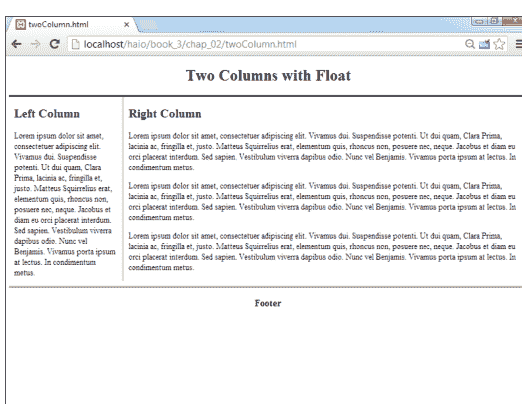 twoColumn.html
localhost/haio/book_3/chap_02/twoColumn.html
Two Columns with Float
Left Column
Lorem ipsum dolor sit amet,
consectetuer adipiscing elit.
Vivamus dui. Suspendisse
potenti. Ut dui quam, Clara
Prima, lacinia ac, fringilla et,
justo. Matteus Squirrelius erat,
elementum quis, rhoncus non,
posuere nec, neque. Jacobus et
diam eu orci placerat interdum.
Sed sapien. Vestibulum viverra
dapibus odio. Nunc vel
Benjamis. Vivamus porta ipsum
at lectus. In condimentum
metus.
Right Column
Lorem ipsum dolor sit amet, consectetuer adipiscing elit. Vivamus dui. Suspendisse potenti. Ut dui quam, Clara Prima,
lacinia ac, fringilla et, justo. Matteus Squirrelius erat, elementum quis, rhoncus non, posuere nec, neque. Jacobus et diam eu
orci placerat interdum. Sed sapien. Vestibulum viverra dapibus odio. Nunc vel Benjamis. Vivamus porta ipsum at lectus. In
condimentum metus.
Lorem ipsum dolor sit amet, consectetuer adipiscing elit. Vivamus dui. Suspendisse potenti. Ut dui quam, Clara Prima,
lacinia ac, fringilla et, justo. Matteus Squirrelius erat, elementum quis, rhoncus non, posuere nec, neque. Jacobus et diam eu
orci placerat interdum. Sed sapien. Vestibulum viverra dapibus odio. Nunc vel Benjamis. Vivamus porta ipsum at lectus. In
condimentum metus.
Lorem ipsum dolor sit amet, consectetuer adipiscing elit. Vivamus dui. Suspendisse potenti. Ut dui quam, Clara Prima,
lacinia ac, fringilla et, justo. Matteus Squirrelius erat, elementum quis, rhoncus non, posuere nec, neque. Jacobus et diam eu
orci placerat interdum. Sed sapien. Vestibulum viverra dapibus odio. Nunc vel Benjamis. Vivamus porta ipsum at lectus. In
condimentum metus.
Footer